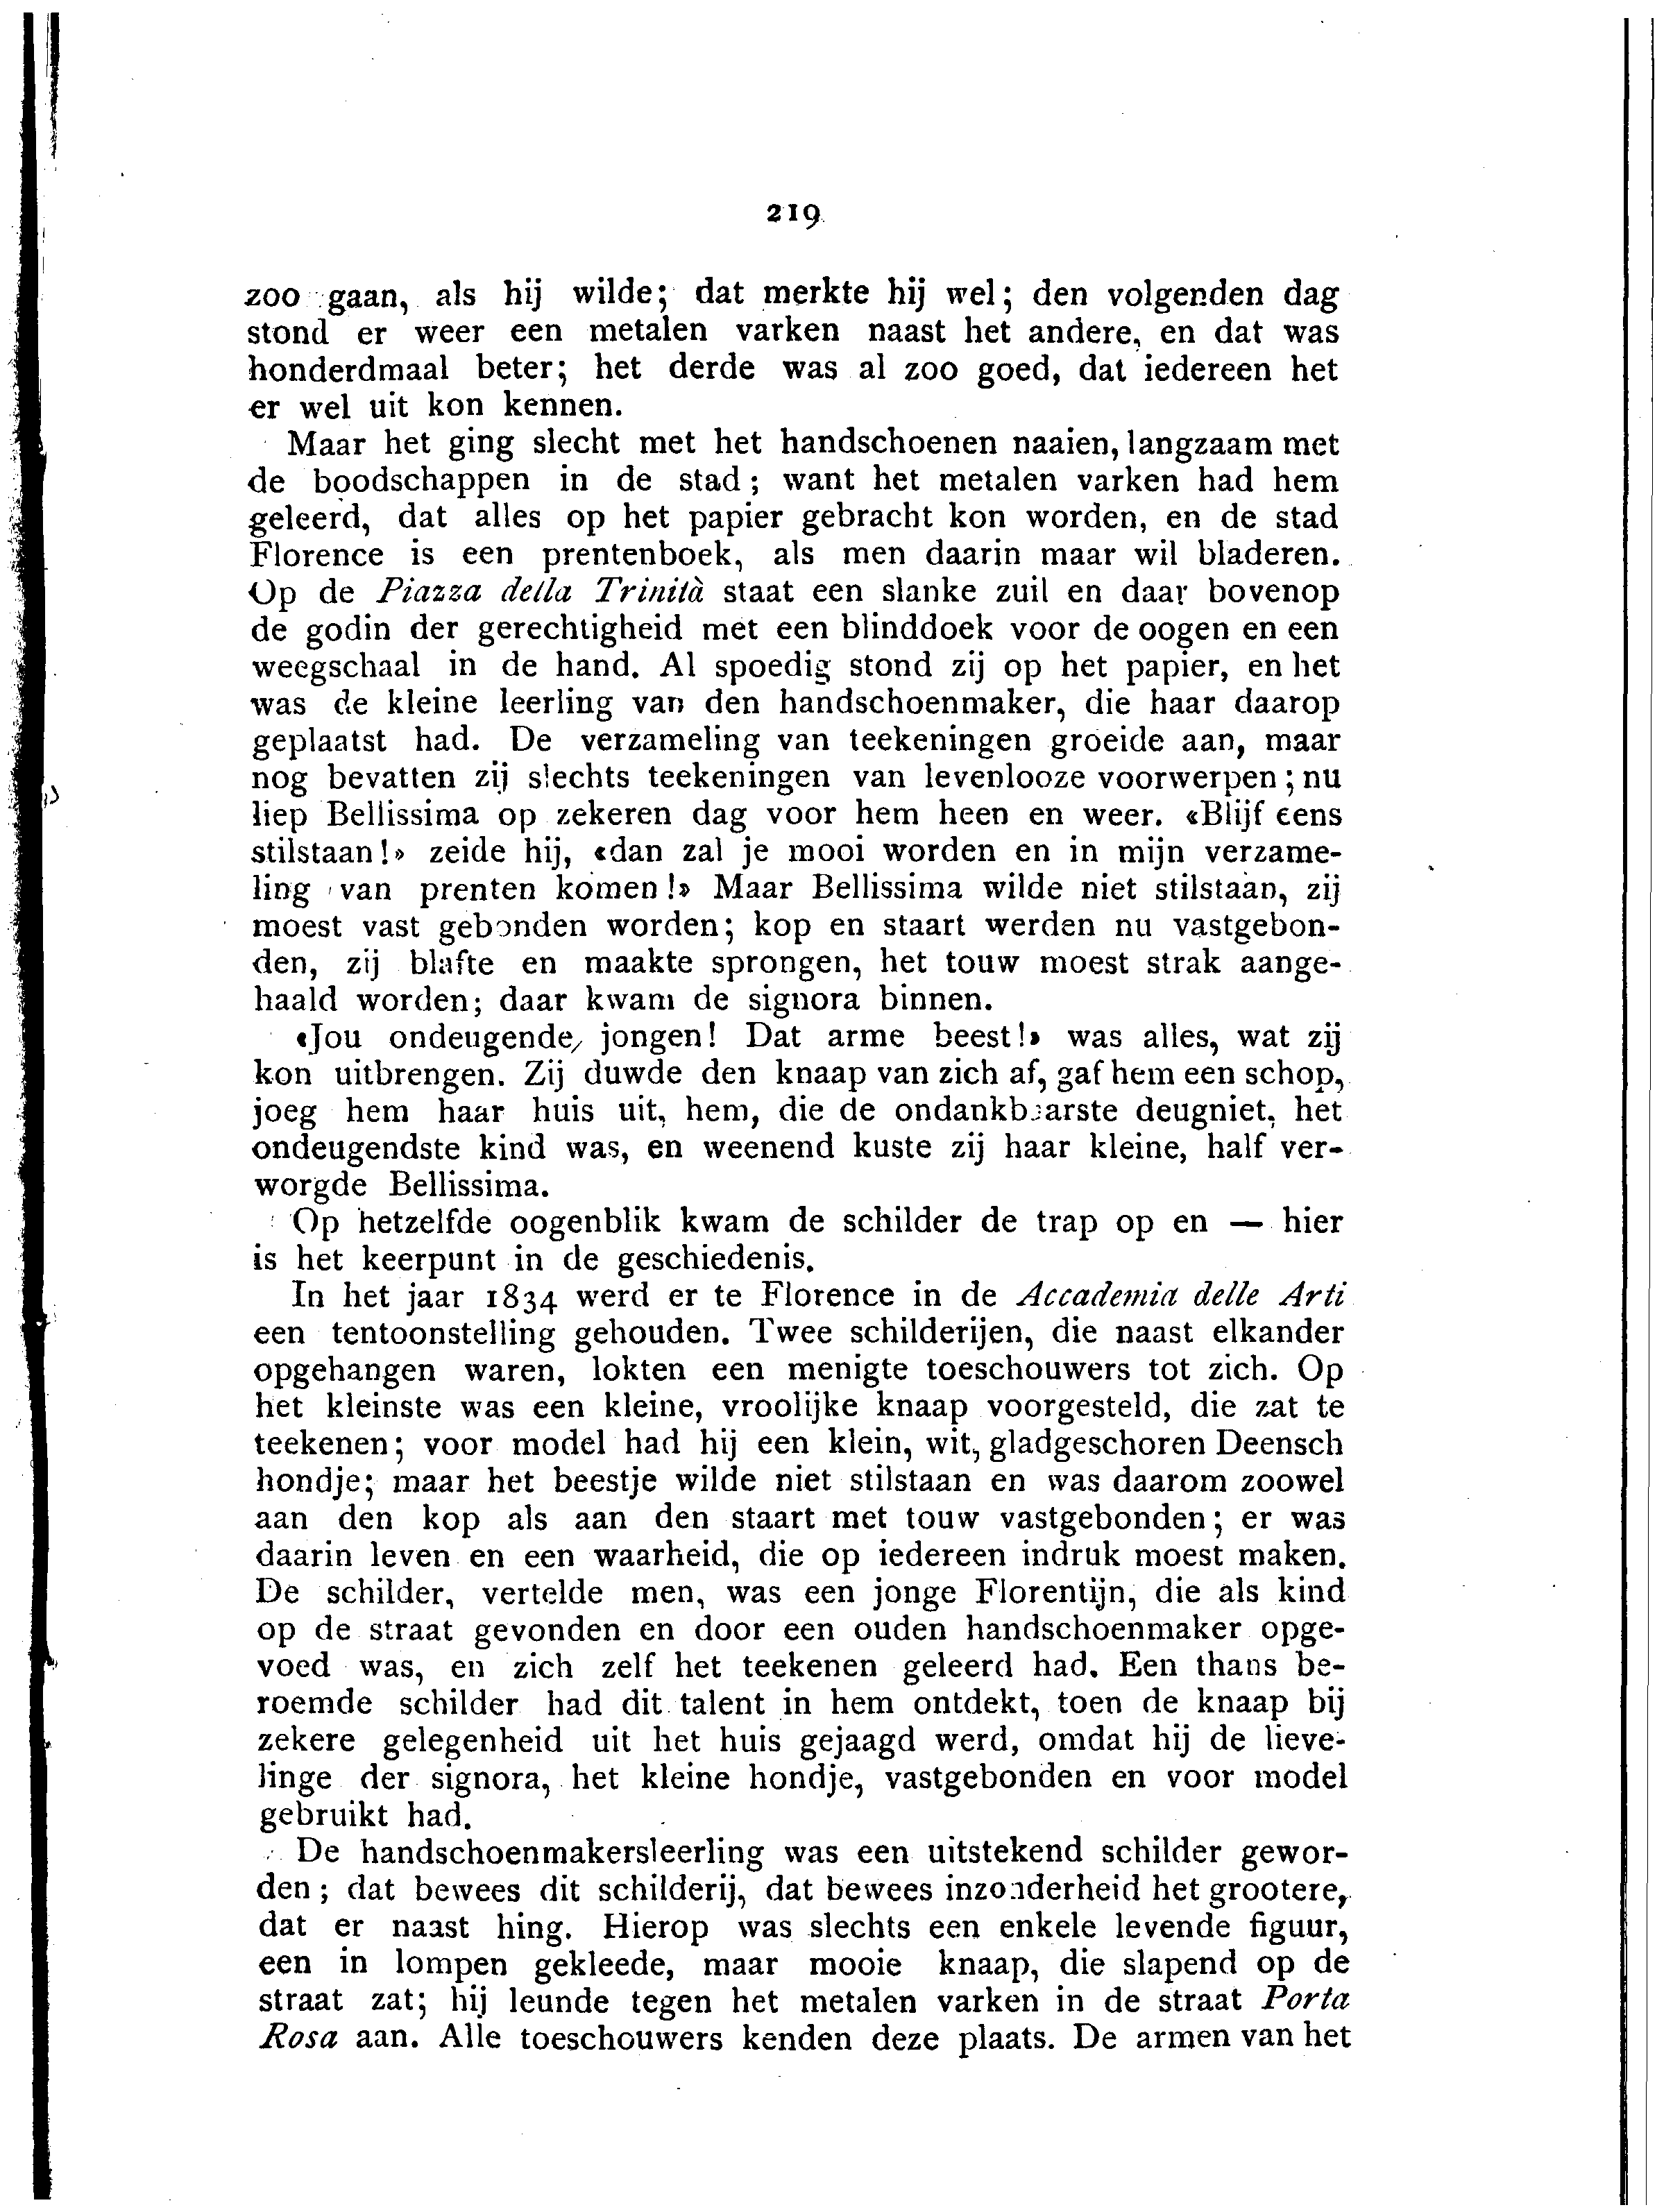 219
zoo gaan, als hij wilde; dat merkte hij wel; den volgenden dag
stond er weer een metalen varken naast het andere, en dat was
honderdmaal beter; het derde was al zoo goed, dat iedereen het
er wel uit kon kennen.
Maar het ging slecht met het handschoenen naaien, langzaam met
de boodschappen in de stad; want het metalen varken had hem
geleerd, dat alles op het papier gebracht kon worden, en de stad
Florence is een prentenboek, als men daarin maar wil bladeren.
Op de Piazza della Trinità staat een slanke zuil en daar bovenop
de godin der gerechtigheid met een blinddoek voor de oogen en een
weegschaal in de hand. Al spoedig stond zij op het papier, en het
was de kleine leerling van den handschoenmaker, die haar daarop
geplaatst had. De verzameling van teekeningen groeide aan, maar
nog bevatten zij slechts teekeningen van levenlooze voorwerpen; nu
liep Bellissima op zekeren dag voor hem heen en weer. «Blijf eens
stilstaan!» zeide hij, «dan zal je mooi worden en in mijn verzame-
ling van prenten komen!» Maar Bellissima wilde niet stilstaan, zij
moest vast gebonden worden; kop en staart werden nu vastgebon-
den, zij blafte en maakte sprongen, het touw moest strak aange-
haald worden; daar kwam de signora binnen.
«Jou ondeugende, jongen! Dat arme beest!» was alles, wat zij
kon uitbrengen. Zij duwde den knaap van zich af, gaf hem een schop,
joeg hem haar huis uit, hem, die de ondankbaarste deugniet, het
ondeugendste kind was, en weenend kuste zij haar kleine, half ver-
worgde Bellissima.
Op hetzelfde oogenblik kwam de schilder de trap op en — hier
is het keerpunt in de geschiedenis.
In het jaar 1834 werd er te Florence in de Accademia delle Arti
een tentoonstelling gehouden. Twee schilderijen, die naast elkander
opgehangen waren, lokten een menigte toeschouwers tot zich. Op
het kleinste was een kleine, vroolijke knaap voorgesteld, die zat te
teekenen; voor model had hij een klein, wit, gladgeschoren Deensch
hondje; maar het beestje wilde niet stilstaan en was daarom zoowel
aan den kop als aan den staart met touw vastgebonden; er was
daarin leven en een waarheid, die op iedereen indruk moest maken.
De schilder, vertelde men, was een jonge Florentijn, die als kind
op de straat gevonden en door een ouden handschoenmaker opge-
voed was, en zich zelf het teekenen geleerd had. Een thans be-
roemde schilder had dit talent in hem ontdekt, toen de knaap bij
zekere gelegenheid uit het huis gejaagd werd, omdat hij de lieve-
linge der signora, het kleine hondje, vastgebonden en voor model
gebruikt had.
De handschoenmakersleerling was een uitstekend schilder gewor-
den; dat bewees dit schilderij, dat bewees inzonderheid het grootere,
dat er naast hing. Hierop was slechts een enkele levende figuur,
een in lompen gekleede, maar mooie knaap, die slapend op de
straat zat; hij leunde tegen het metalen varken in de straat Porta
Rosa aan. Alle toeschouwers kenden deze plaats. De armen van het